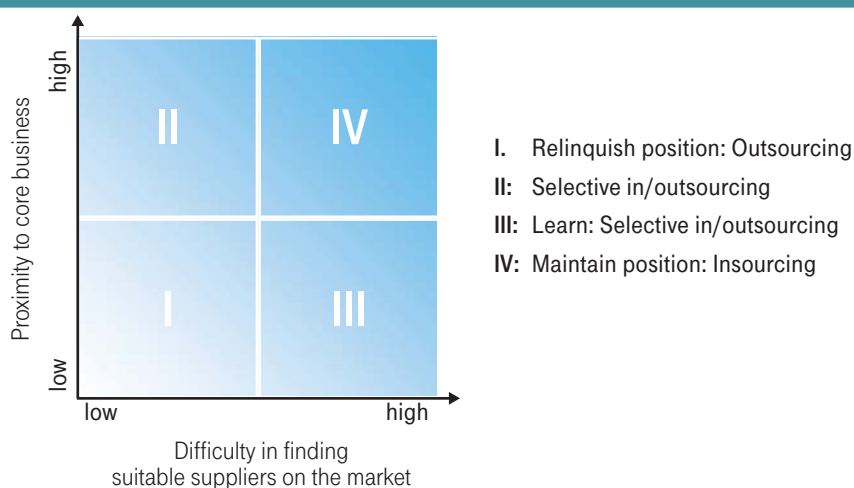 high
Proximity to core business
low
II
IV
I
III
low
high
Difficulty in finding
suitable suppliers on the market
I. Relinquish position: Outsourcing
II: Selective in/outsourcing
III: Learn: Selective in/outsourcing
IV: Maintain position: Insourcing